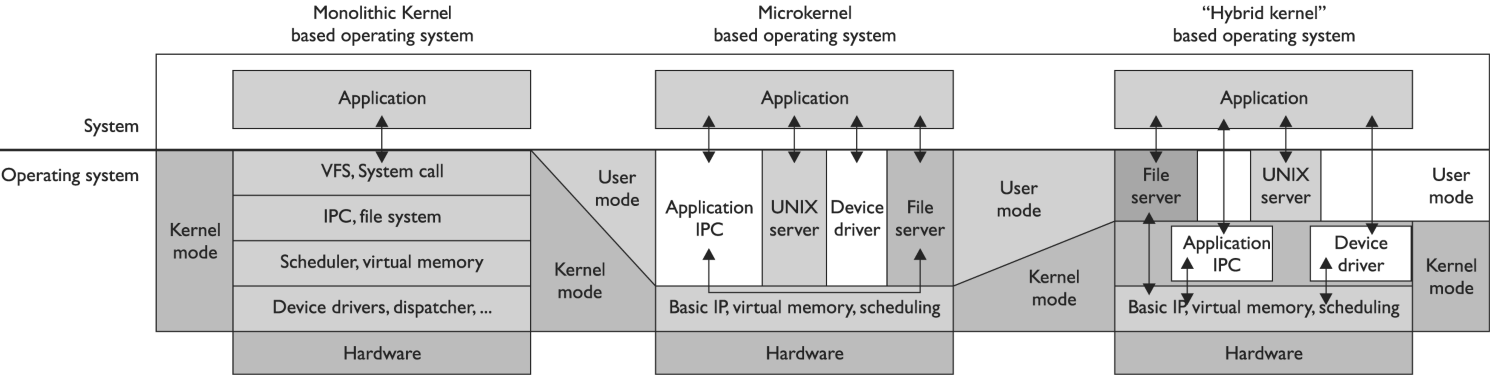 Monolithic Kernel
based operating system
Microkernel
based operating system
“Hybrid kernel”
based operating system
System
Operating system
Application
Kernel
mode
VFS, System call
IPC, file system
Scheduler, virtual memory
Device drivers, dispatcher, ...
Hardware
User
mode
Kernel
mode
Application
Application
IPC
UNIX
server
Device
driver
File
server
Basic IP, virtual memory, scheduling
Hardware
User
mode
Kernel
mode
Application
File
server
UNIX
server
Application
IPC
Device
driver
Basic IP, virtual memory, scheduling
Hardware
User
mode
Kernel
mode